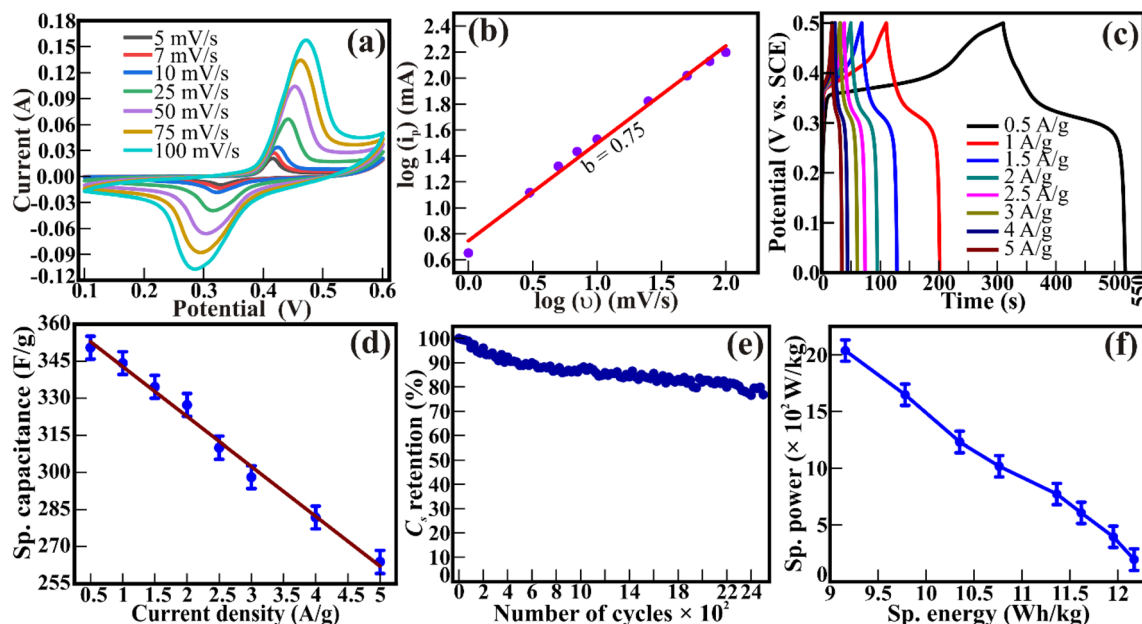 (a)
5 mV/s
7 mV/s
10 mV/s
25 mV/s
50 mV/s
75 mV/s
100 mV/s
Current (A)
0.18
0.15
0.12
0.09
0.06
0.03
0.00
-0.03
-0.06
-0.09
-0.12
0.1 0.2 0.3 0.4 0.5 0.6
Potential (V)
(b)
log (iₚ) (mA)
2.4
2.2
2.0
1.8
1.6
1.4
1.2
1.0
0.8
0.6
b = 0.75
0.0 0.5 1.0 1.5 2.0
log (υ) (mV/s)
(c)
Potential (V vs. SCE)
0.5
0.4
0.3
0.2
0.1
0.0
0.5 A/g
1 A/g
1.5 A/g
2 A/g
2.5 A/g
3 A/g
4 A/g
5 A/g
0 100 200 300 400 500
Time (s)
(d)
Sp. capacitance (F/g)
360
345
330
315
300
285
270
255
0.5 1 1.5 2 2.5 3 3.5 4 4.5 5
Current density (A/g)
(e)
Cₛ retention (%)
100
90
80
70
60
50
40
30
20
10
0
0 2 4 6 8 10 12 14 16 18 20 22 24
Number of cycles × 10²
(f)
Sp. power (× 10² W/kg)
20
10
0
9 9.5 10 10.5 11 11.5 12
Sp. energy (Wh/kg)